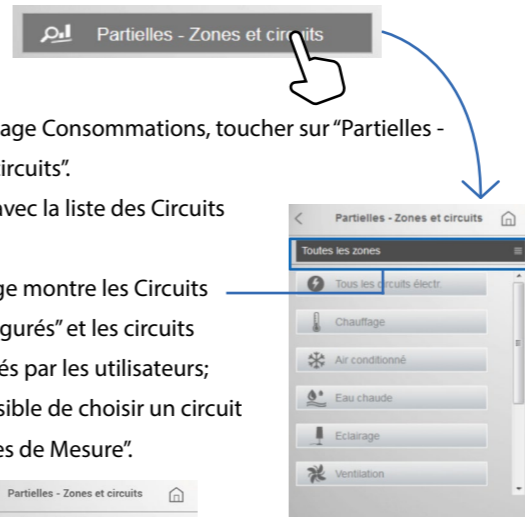 Partielles - Zones et circuits
age Consommations, toucher sur “Partielles -
ircuits”.
avec la liste des Circuits
ge montre les Circuits
gurés” et les circuits
és par les utilisateurs;
sible de choisir un circuit
es de Mesure”.
Partielles - Zones et circuits
Partielles - Zones et circuits
Toutes les zones
Tous les circuits électr.
Chauffage
Air conditionné
Eau chaude
Eclairage
Ventilation